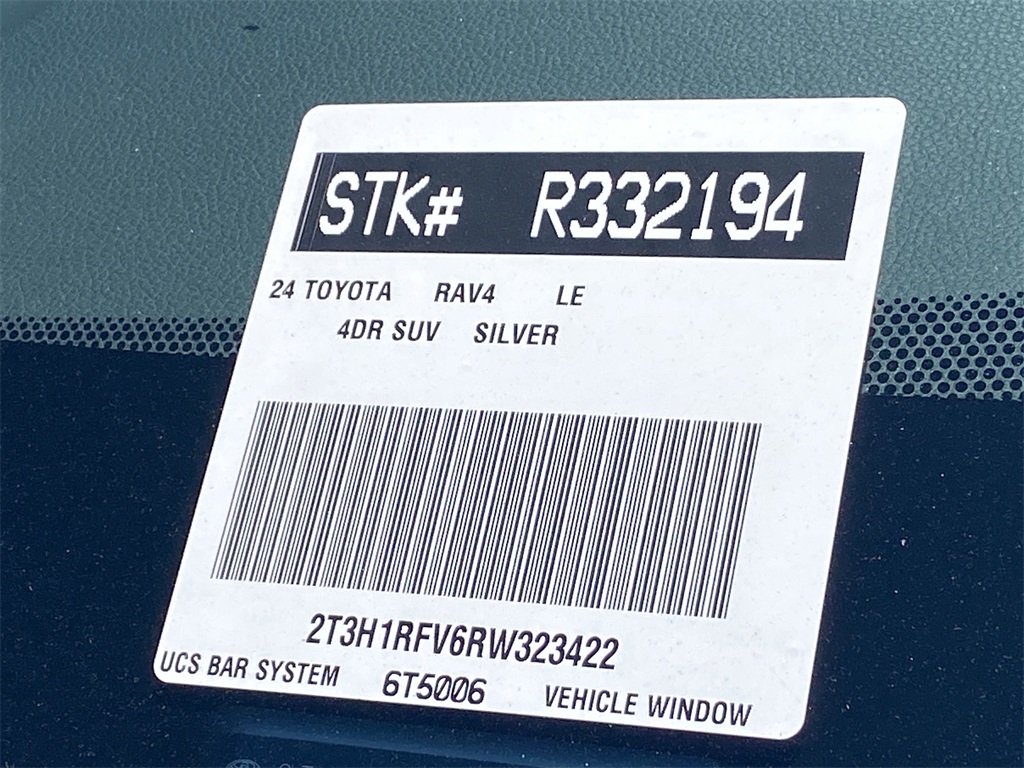 STK# R332194
24 TOYOTA RAV4 LE
4DR SUV SILVER
2T3H1RFV6RW323422
UCS BAR SYSTEM 6T5006 VEHICLE WINDOW